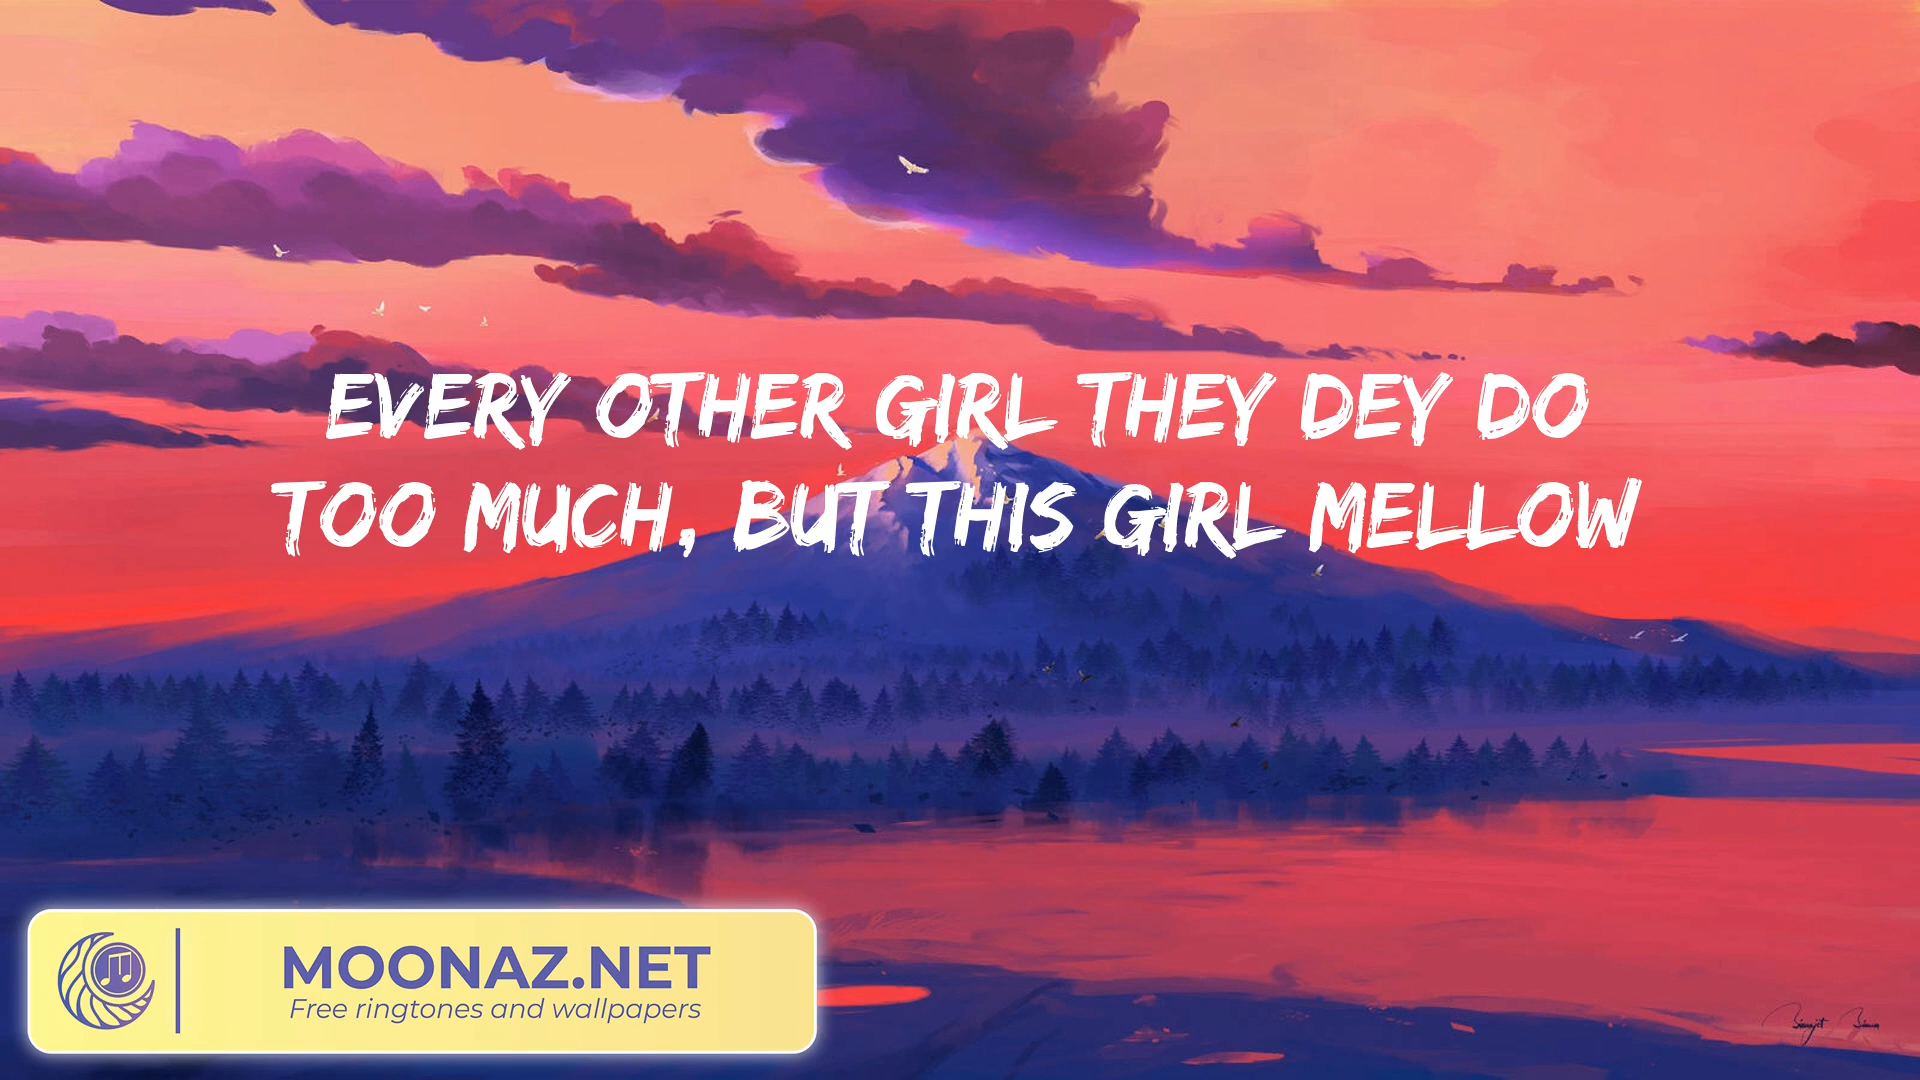 EVERY OTHER GIRL THEY DEY DO
TOO MUCH, BUT THIS GIRL MELLOW
MOONAZ.NET
Free ringtones and wallpapers